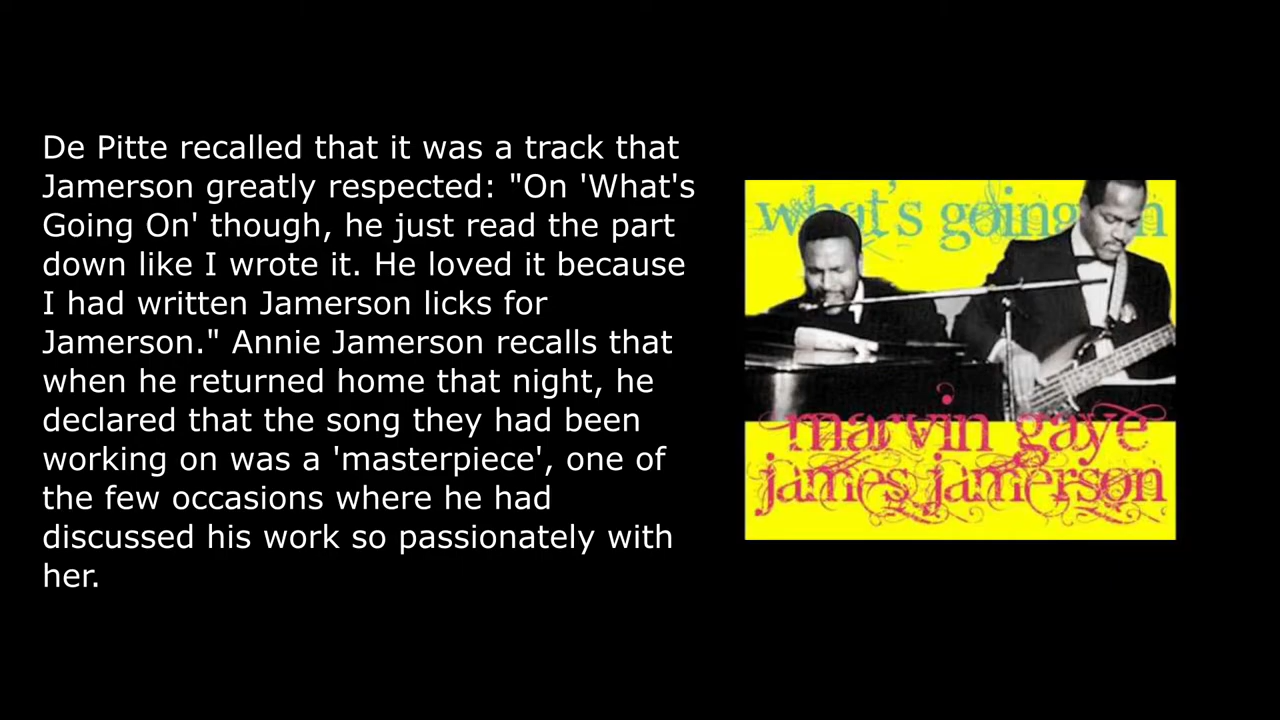 De Pitte recalled that it was a track that
Jamerson greatly respected: "On 'What's
Going On' though, he just read the part
down like I wrote it. He loved it because
I had written Jamerson licks for
Jamerson." Annie Jamerson recalls that
when he returned home that night, he
declared that the song they had been
working on was a 'masterpiece', one of
the few occasions where he had
discussed his work so passionately with
her.
what's going on
marvin gaye
james jamerson